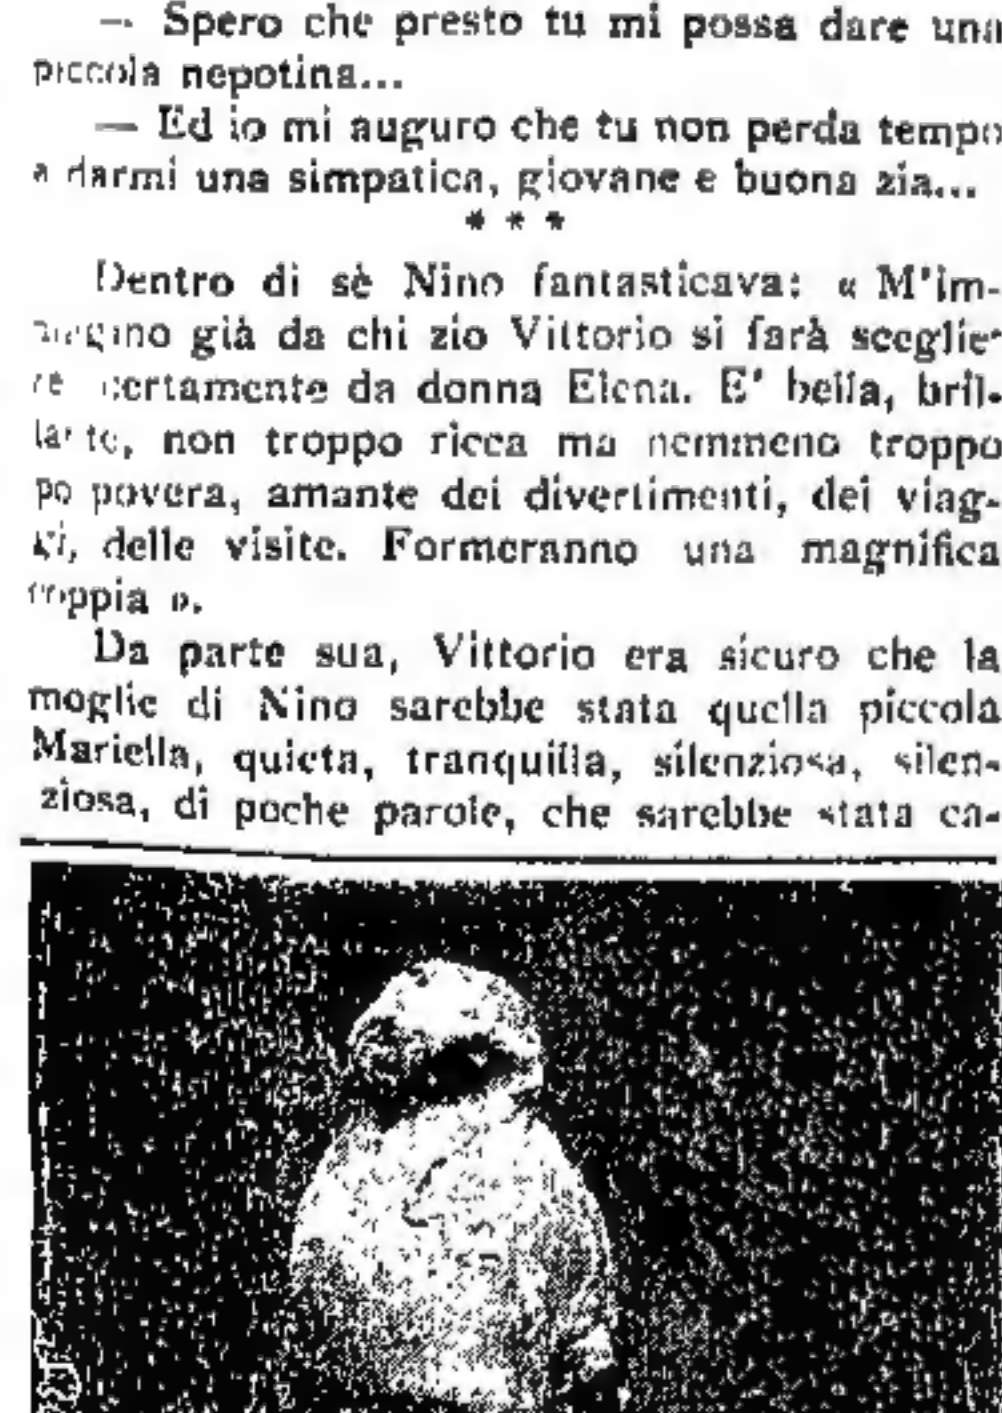 — Spero che presto tu mi possa dare una
piccola nepotina...
— Ed io mi auguro che tu non perda tempo
a darmi una simpatica, giovane e buona zia...
* * *
Dentro di sè Nino fantasticava: « M'im-
magino già da chi zio Vittorio si farà sceglie-
re certamente da donna Elena. E' bella, bril-
lante, non troppo ricca ma nemmeno troppo
po povera, amante dei divertimenti, dei viag-
gi, delle visite. Formeranno una magnifica
coppia ».
Da parte sua, Vittorio era sicuro che la
moglie di Nino sarebbe stata quella piccola
Mariella, quieta, tranquilla, silenziosa, silen-
ziosa, di poche parole, che sarebbe stata ca-